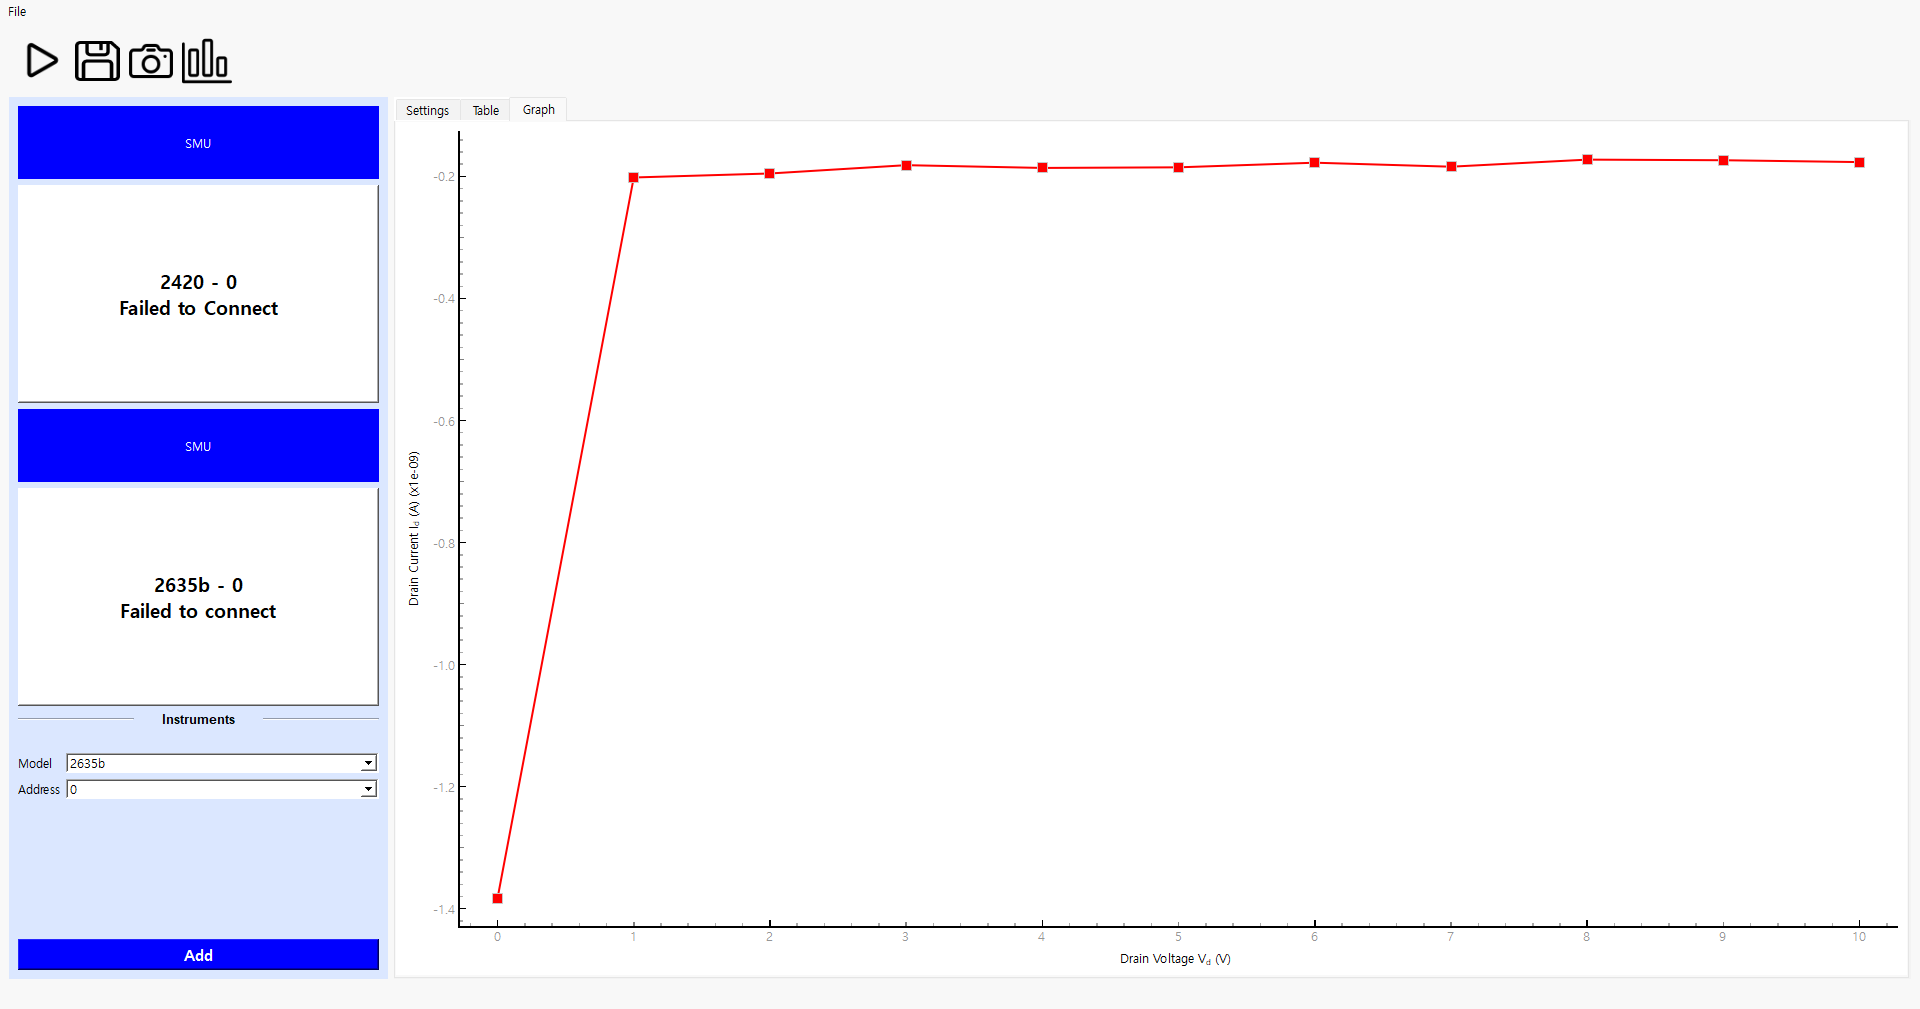 File
SMU
2420 - 0
Failed to Connect
SMU
2635b - 0
Failed to connect
Instruments
Model 2635b
Address 0
Add
Settings Table Graph
Drain Current Id (A) (x1e-09)
-0.2
-0.4
-0.6
-0.8
-1.0
-1.2
-1.4
0 1 2 3 4 5 6 7 8 9 10
Drain Voltage Vd (V)